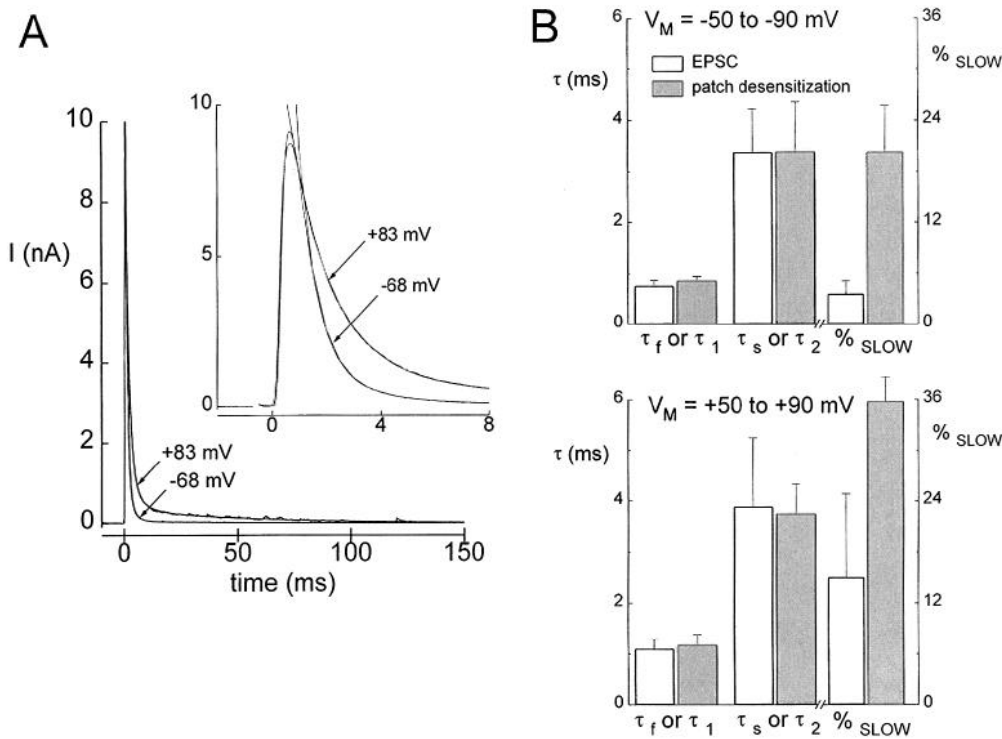 A
I (nA)
10
8
6
4
2
0
+83 mV
-68 mV
0 50 100 150
time (ms)
10
5
0
+83 mV
-68 mV
0 4 8
B
V_M = -50 to -90 mV
EPSC
patch desensitization
τ (ms)
6
4
2
0
36
% SLOW
24
12
0
τ_f or τ_1 τ_s or τ_2 % SLOW
V_M = +50 to +90 mV
τ (ms)
6
4
2
0
36
% SLOW
24
12
0
τ_f or τ_1 τ_s or τ_2 % SLOW